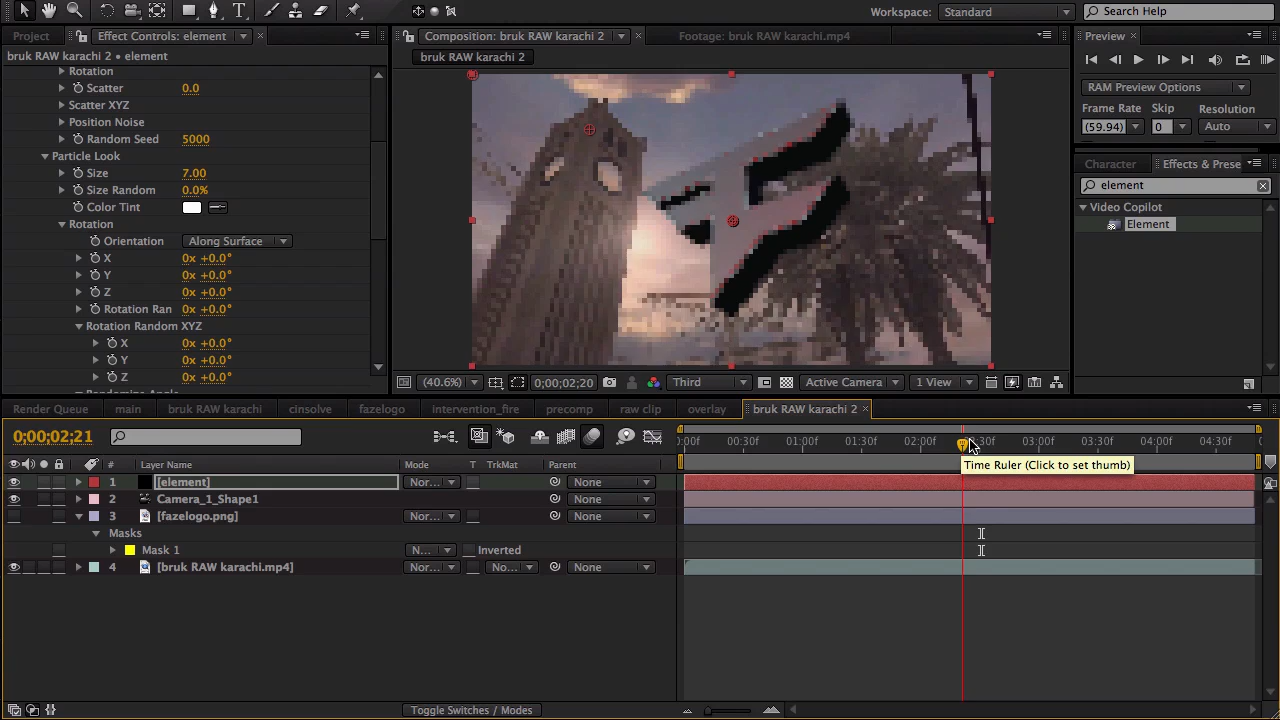 Workspace: Standard
Search Help
Project
Effect Controls: element
bruk RAW karachi 2 • element
Rotation
Scatter 0.0
Scatter XYZ
Position Noise
Random Seed 5000
Particle Look
Size 7.00
Size Random 0.0%
Color Tint
Rotation
Orientation Along Surface
X 0x +0.0°
Y 0x +0.0°
Z 0x +0.0°
Rotation Ran 0x +0.0°
Rotation Random XYZ
X 0x +0.0°
Y 0x +0.0°
Z 0x +0.0°
Composition: bruk RAW karachi 2
Footage: bruk RAW karachi.mp4
bruk RAW karachi 2
(40.6%) 0;00;02;20 Third Active Camera 1 View
Preview
RAM Preview Options
Frame Rate Skip Resolution
(59.94) 0 Auto
Character Effects & Prese
element
Video Copilot
Element
Render Queue main bruk RAW karachi cinsolve fazelogo intervention_fire precomp raw clip overlay bruk RAW karachi 2
0;00;02;21
# Layer Name Mode T TrkMat Parent
0:00f 00:30f 01:00f 01:30f 02:00f 0:30f 03:00f 03:30f 04:00f 04:30f
Time Ruler (Click to set thumb)
1 [element] Nor... None
2 Camera_1_Shape1 None
3 [fazelogo.png] Nor... None
Masks
Mask 1 N... Inverted
4 [bruk RAW karachi.mp4] Nor... No... None
Toggle Switches / Modes